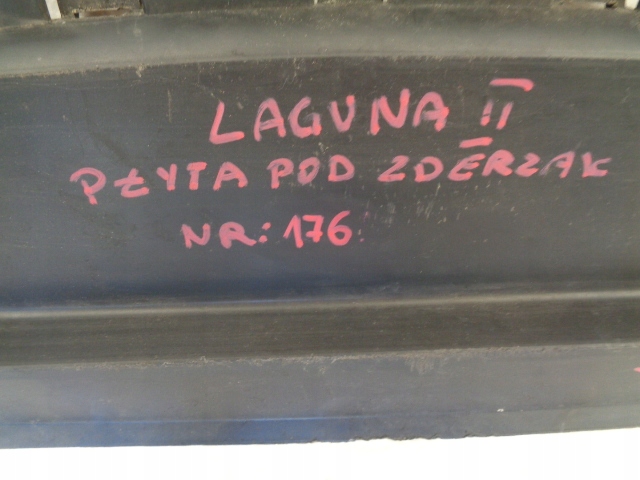 LAGUNA II
PŁYTA POD ZDERZAK
NR: 176